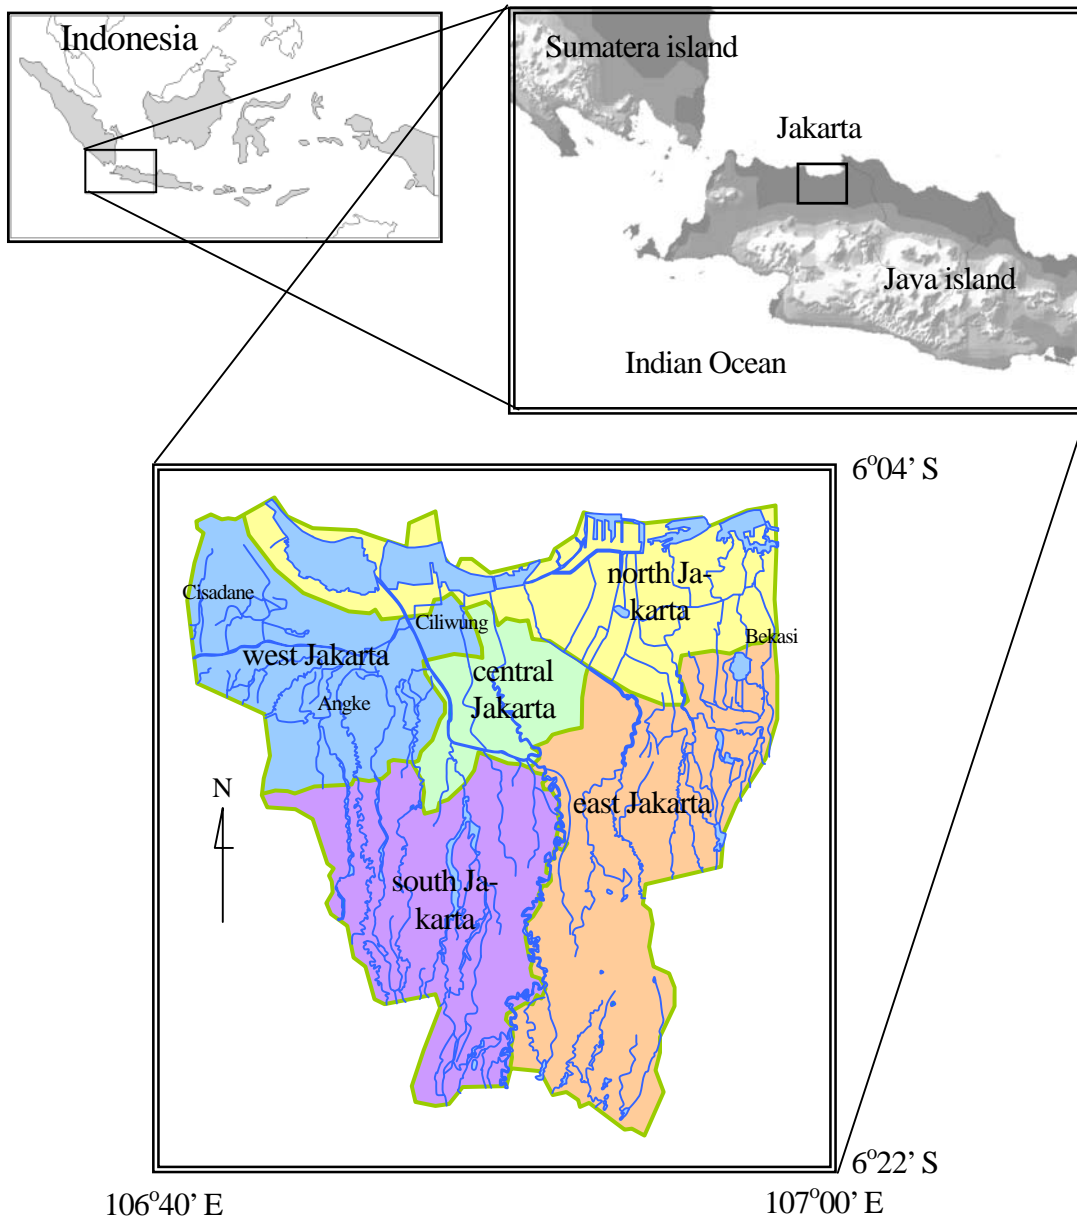 Indonesia
Sumatera island
Jakarta
Java island
Indian Ocean
6°04’ S
north Ja-
karta
Cisadane
Ciliwung
Bekasi
west Jakarta
central
Jakarta
Angke
N
east Jakarta
south Ja-
karta
6°22’ S
106°40’ E
107°00’ E